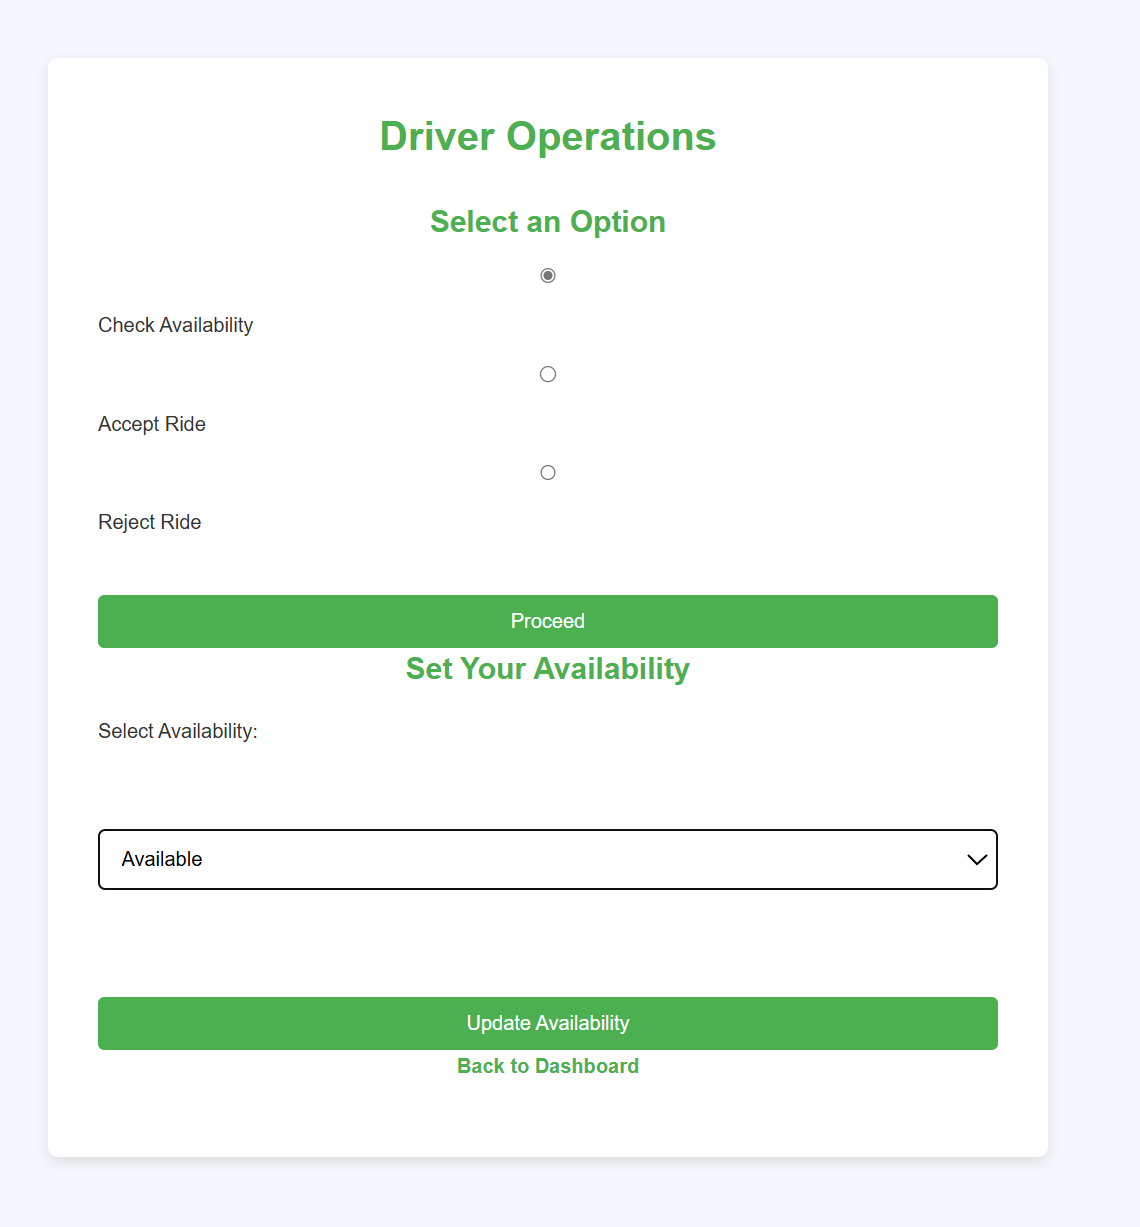 Driver Operations
Select an Option
Check Availability
Accept Ride
Reject Ride
Proceed
Set Your Availability
Select Availability:
Available
Update Availability
Back to Dashboard